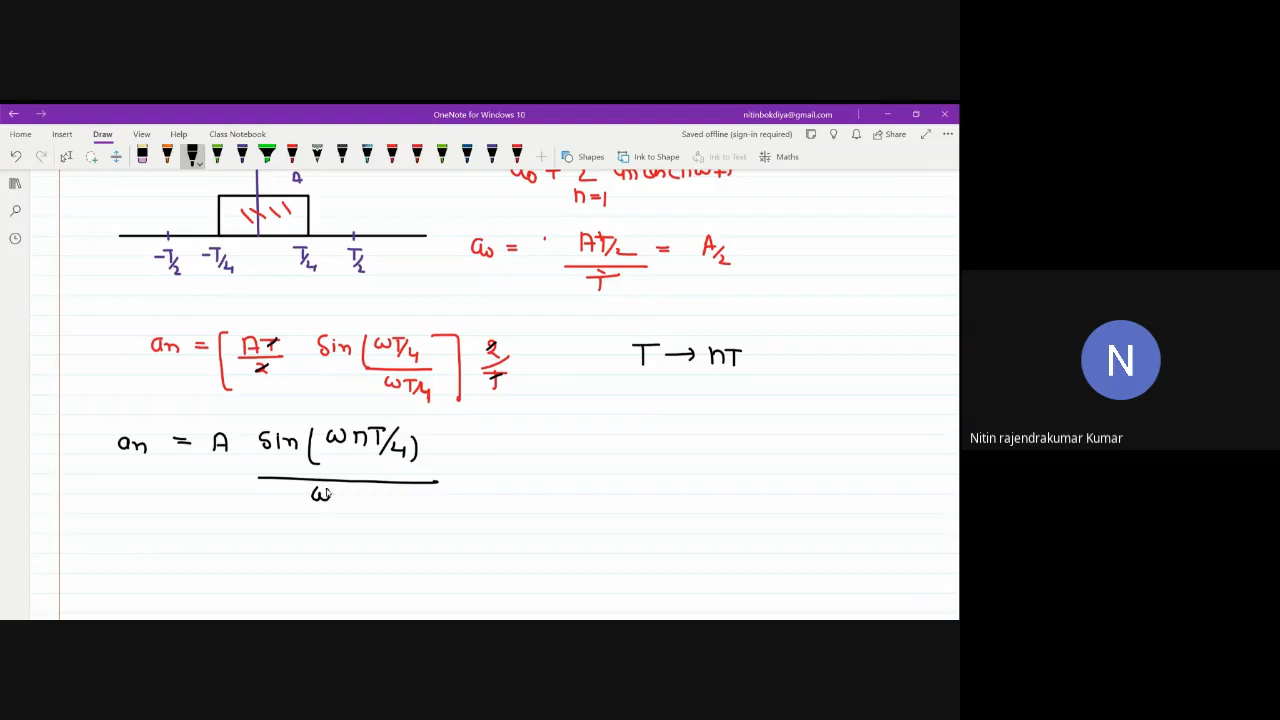 OneNote for Windows 10
nitinbokdiya@gmail.com
Home Insert Draw View Help Class Notebook
Saved offline (sign-in required) Share
Shapes Ink to Shape Ink to Text Maths
A
n=1
a0 = AT/2 / T = A/2
-T/2 -T/4 T/4 T/2
an = [ AT/2 sin(ωT/4 / ωT/4 ] 2/T
T → nT
an = A sin(ωnT/4)
ω
N
Nitin rajendrakumar Kumar